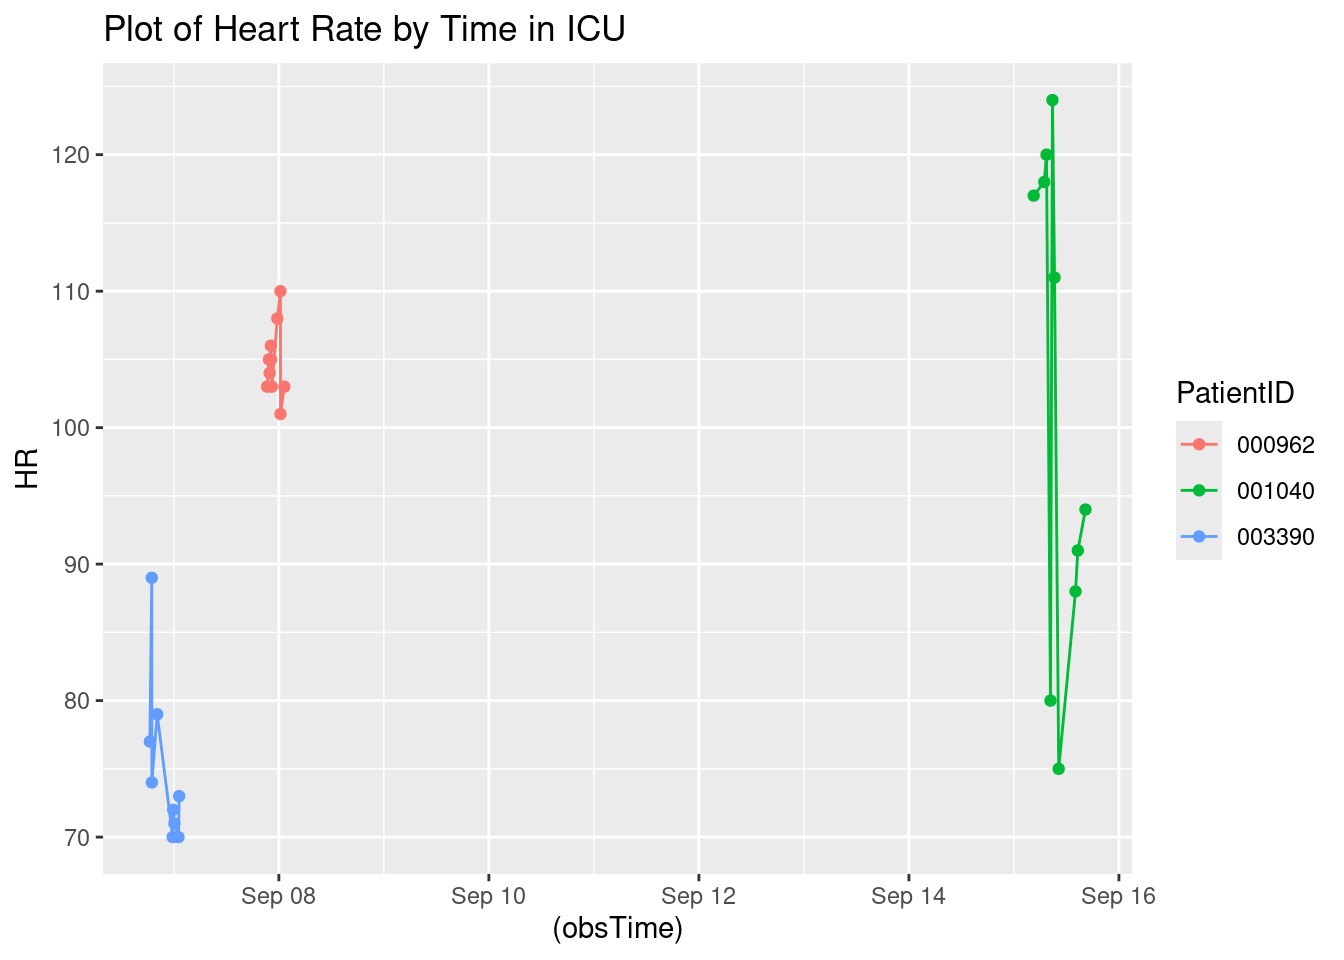 Plot of Heart Rate by Time in ICU
120
110
100
90
80
70
HR
Sep 08
Sep 10
Sep 12
Sep 14
Sep 16
(obsTime)
PatientID
000962
001040
003390